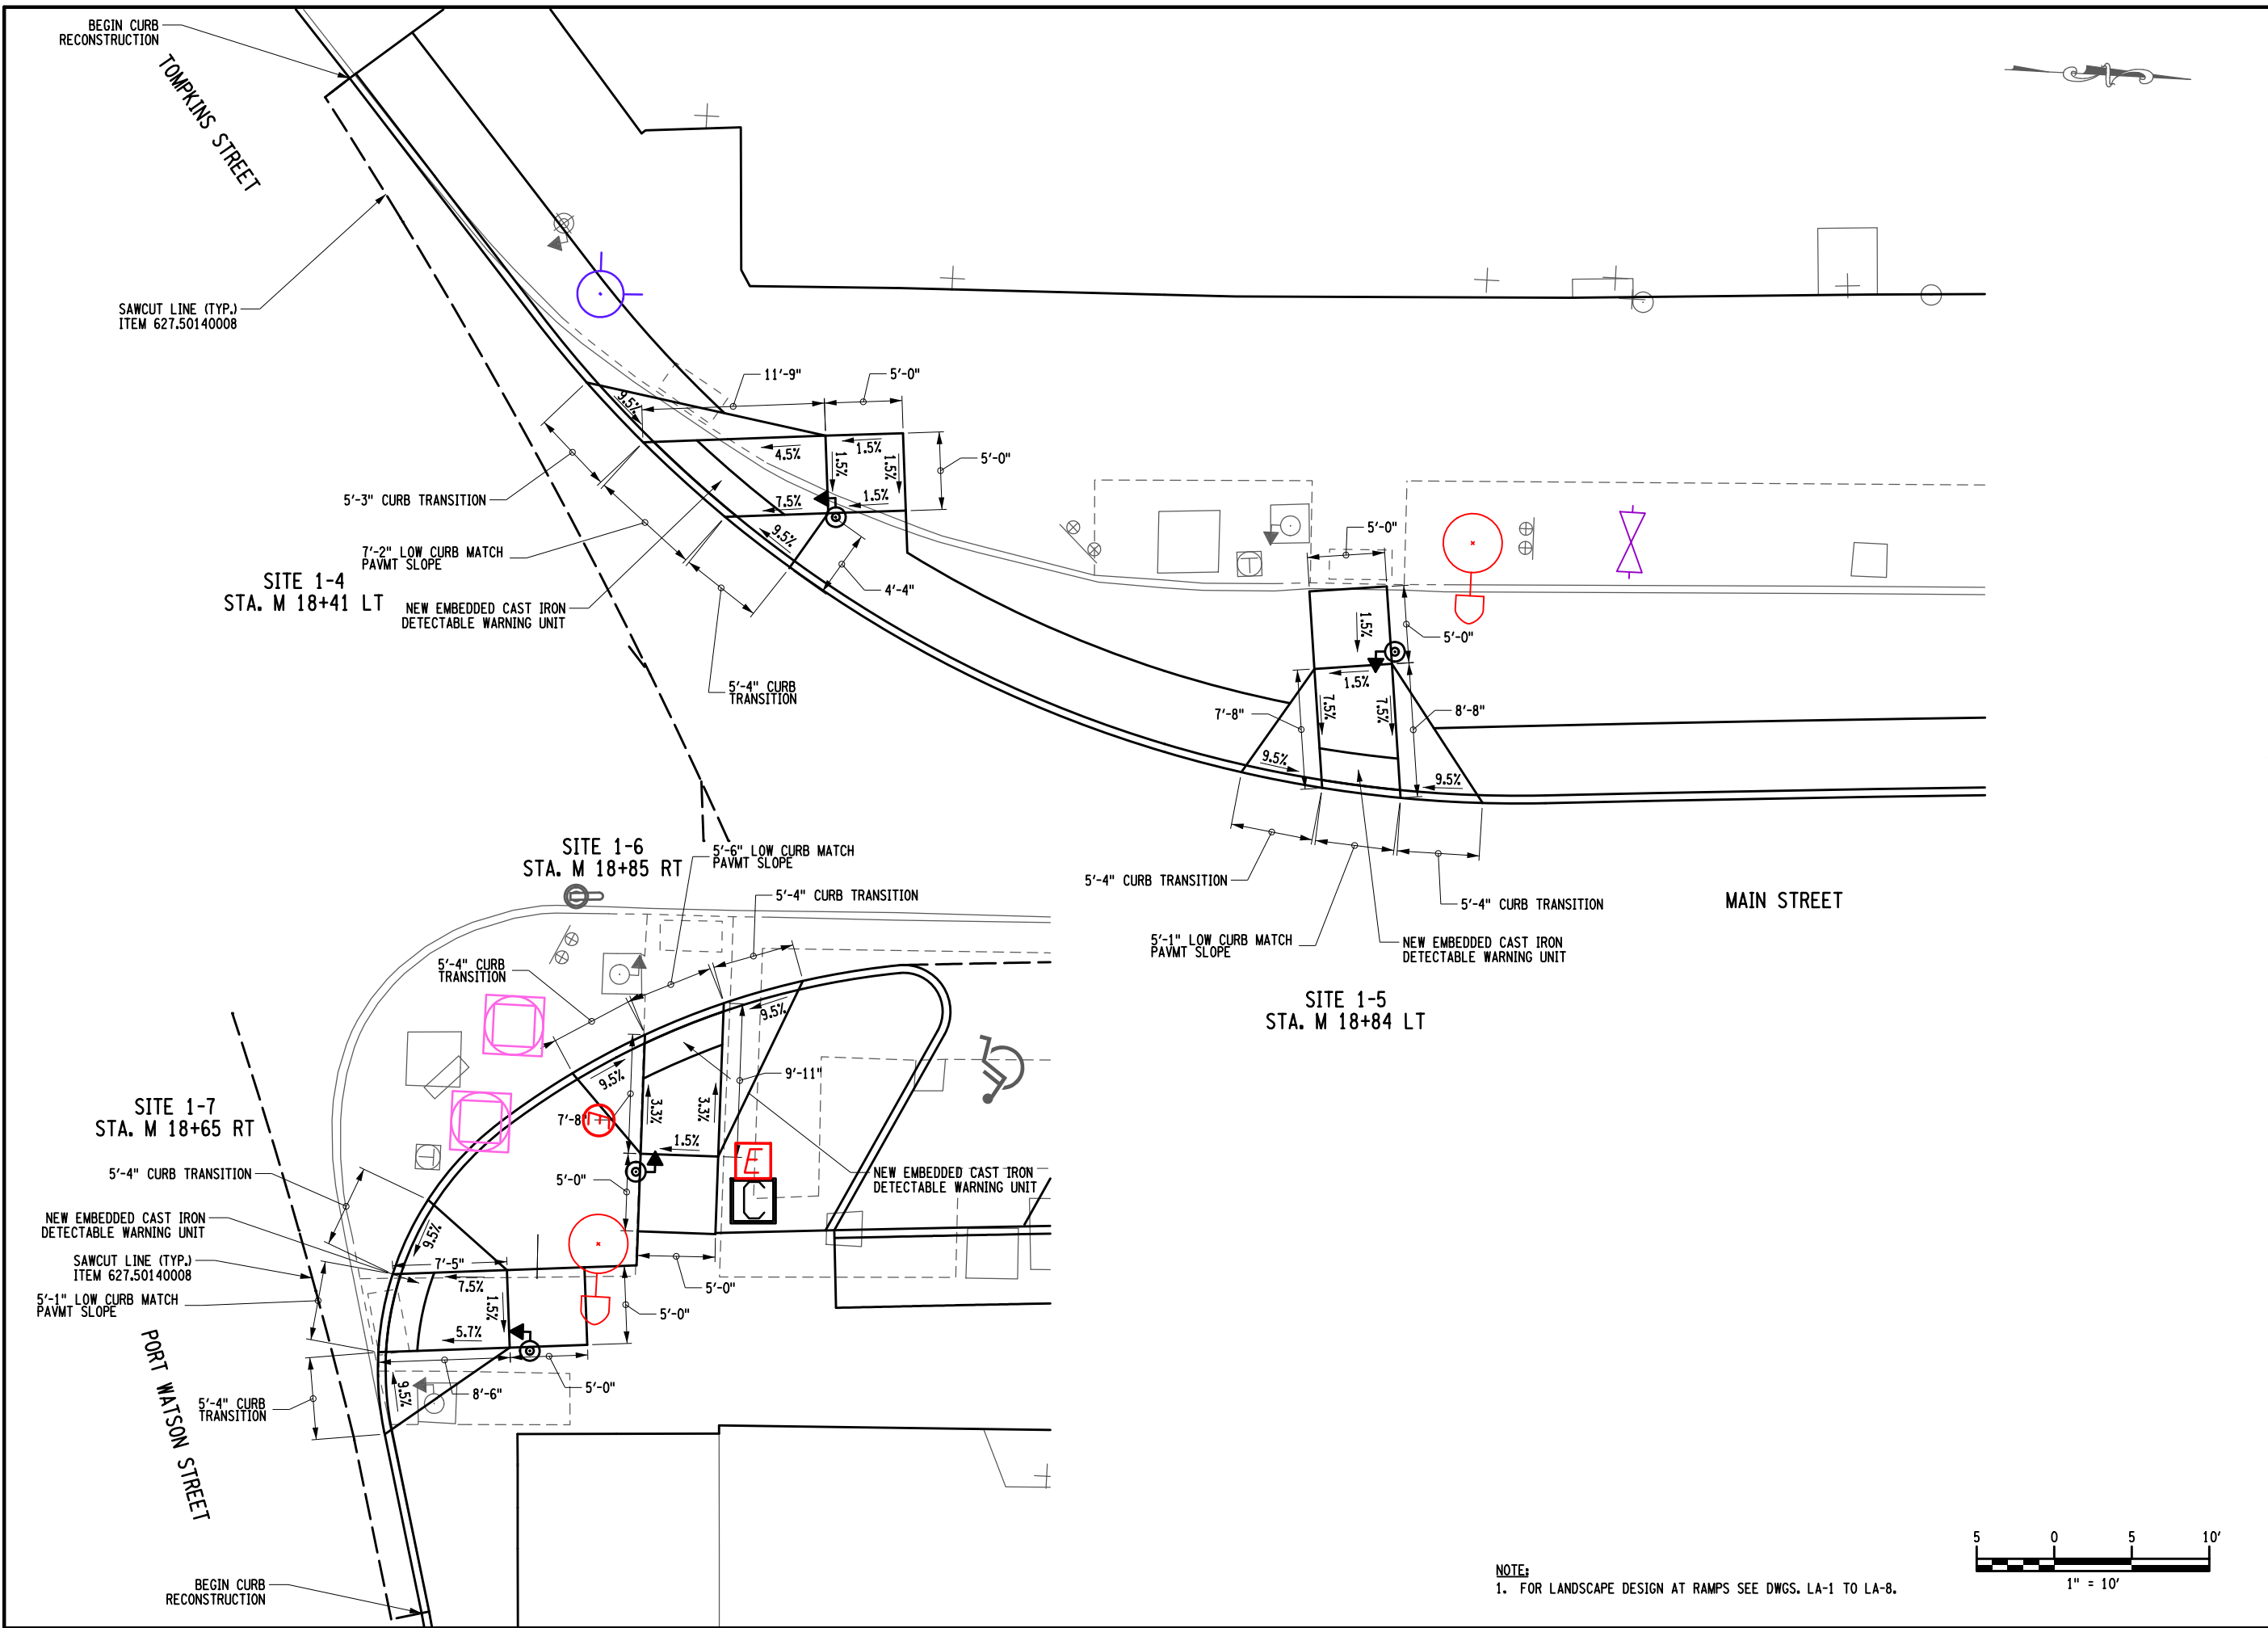 BEGIN CURB
RECONSTRUCTION
TOMPKINS STREET
SAWCUT LINE (TYP.)
ITEM 627.50140008
11'-9"
5'-0"
9.5%
4.5%
1.5%
1.5%
1.5%
5'-0"
7.5%
1.5%
9.5%
5'-3" CURB TRANSITION
7'-2" LOW CURB MATCH
PAVMT SLOPE
SITE 1-4
STA. M 18+41 LT
NEW EMBEDDED CAST IRON
DETECTABLE WARNING UNIT
4'-4"
5'-4" CURB
TRANSITION
T
5'-0"
1.5%
5'-0"
1.5%
7'-8"
7.5%
7.5%
8'-8"
9.5%
9.5%
5'-4" CURB TRANSITION
5'-4" CURB TRANSITION
5'-1" LOW CURB MATCH
PAVMT SLOPE
NEW EMBEDDED CAST IRON
DETECTABLE WARNING UNIT
SITE 1-5
STA. M 18+84 LT
MAIN STREET
SITE 1-6
STA. M 18+85 RT
5'-6" LOW CURB MATCH
PAVMT SLOPE
5'-4" CURB TRANSITION
5'-4" CURB
TRANSITION
9.5%
9.5%
9'-11"
7'-8"
3.3%
3.3%
1.5%
E
C
5'-0"
NEW EMBEDDED CAST IRON
DETECTABLE WARNING UNIT
5'-0"
5'-0"
SITE 1-7
STA. M 18+65 RT
T
5'-4" CURB TRANSITION
NEW EMBEDDED CAST IRON
DETECTABLE WARNING UNIT
SAWCUT LINE (TYP.)
ITEM 627.50140008
5'-1" LOW CURB MATCH
PAVMT SLOPE
9.5%
7'-5"
7.5%
1.5%
5.7%
9.5%
8'-6"
5'-0"
5'-4" CURB
TRANSITION
PORT WATSON STREET
BEGIN CURB
RECONSTRUCTION
NOTE:
1. FOR LANDSCAPE DESIGN AT RAMPS SEE DWGS. LA-1 TO LA-8.
5 0 5 10'
1" = 10'